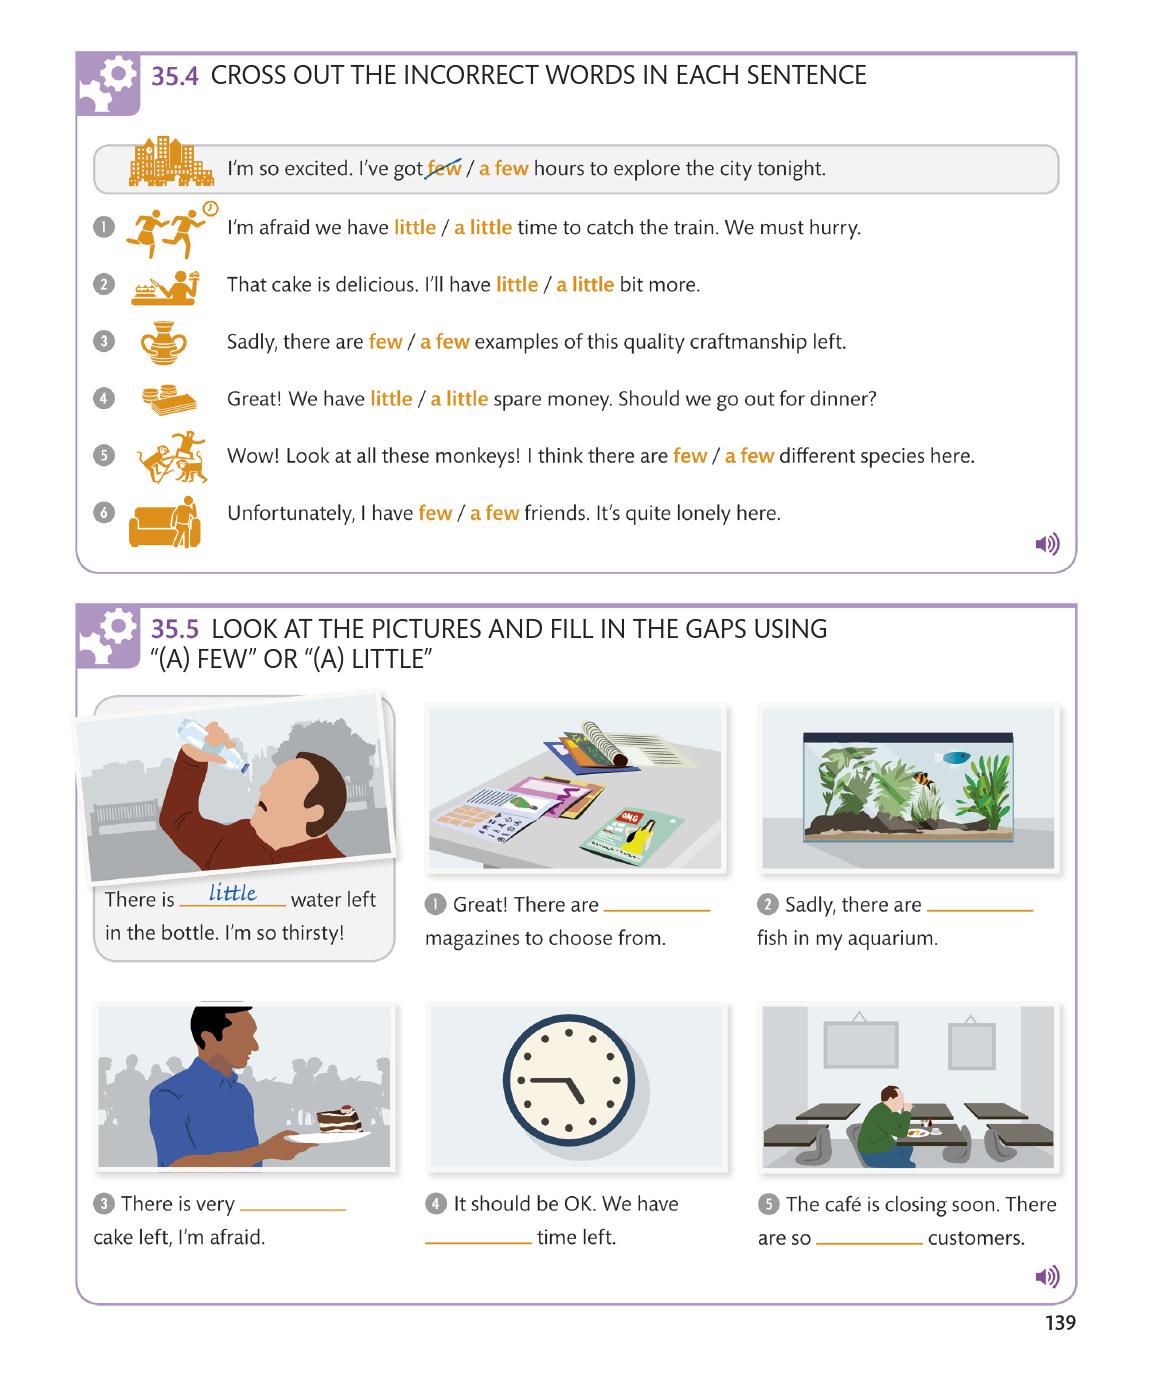 35.4 CROSS OUT THE INCORRECT WORDS IN EACH SENTENCE
I'm so excited. I've got few / a few hours to explore the city tonight.
1 I'm afraid we have little / a little time to catch the train. We must hurry.
2 That cake is delicious. I'll have little / a little bit more.
3 Sadly, there are few / a few examples of this quality craftmanship left.
4 Great! We have little / a little spare money. Should we go out for dinner?
5 Wow! Look at all these monkeys! I think there are few / a few different species here.
6 Unfortunately, I have few / a few friends. It's quite lonely here.
35.5 LOOK AT THE PICTURES AND FILL IN THE GAPS USING
"(A) FEW" OR "(A) LITTLE"
There is little water left
in the bottle. I'm so thirsty!
OMG
1 Great! There are
magazines to choose from.
2 Sadly, there are
fish in my aquarium.
3 There is very
cake left, I'm afraid.
4 It should be OK. We have
time left.
5 The café is closing soon. There
are so customers.
139